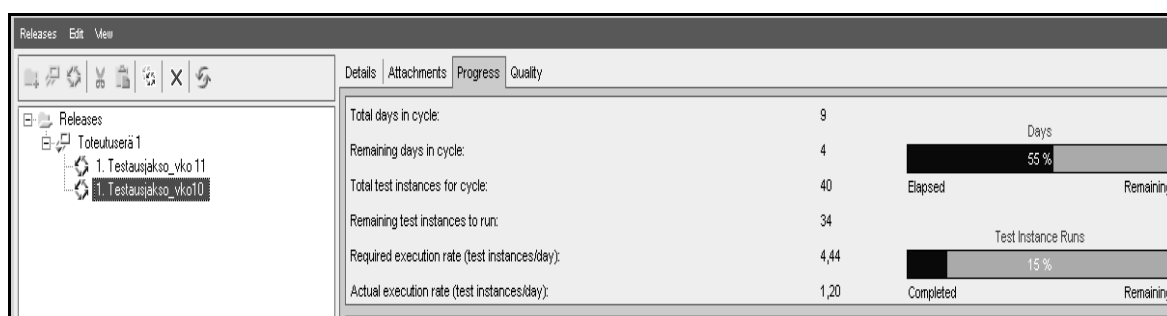 Releases Edit View
Details Attachments Progress Quality
Releases
Toteutuserä 1
1. Testausjakso_vko 11
1. Testausjakso_vko10
Total days in cycle: 9
Remaining days in cycle: 4
Total test instances for cycle: 40
Remaining test instances to run: 34
Required execution rate (test instances/day): 4,44
Actual execution rate (test instances/day): 1,20
Days
55 %
Elapsed Remaining
Test Instance Runs
15 %
Completed Remaining